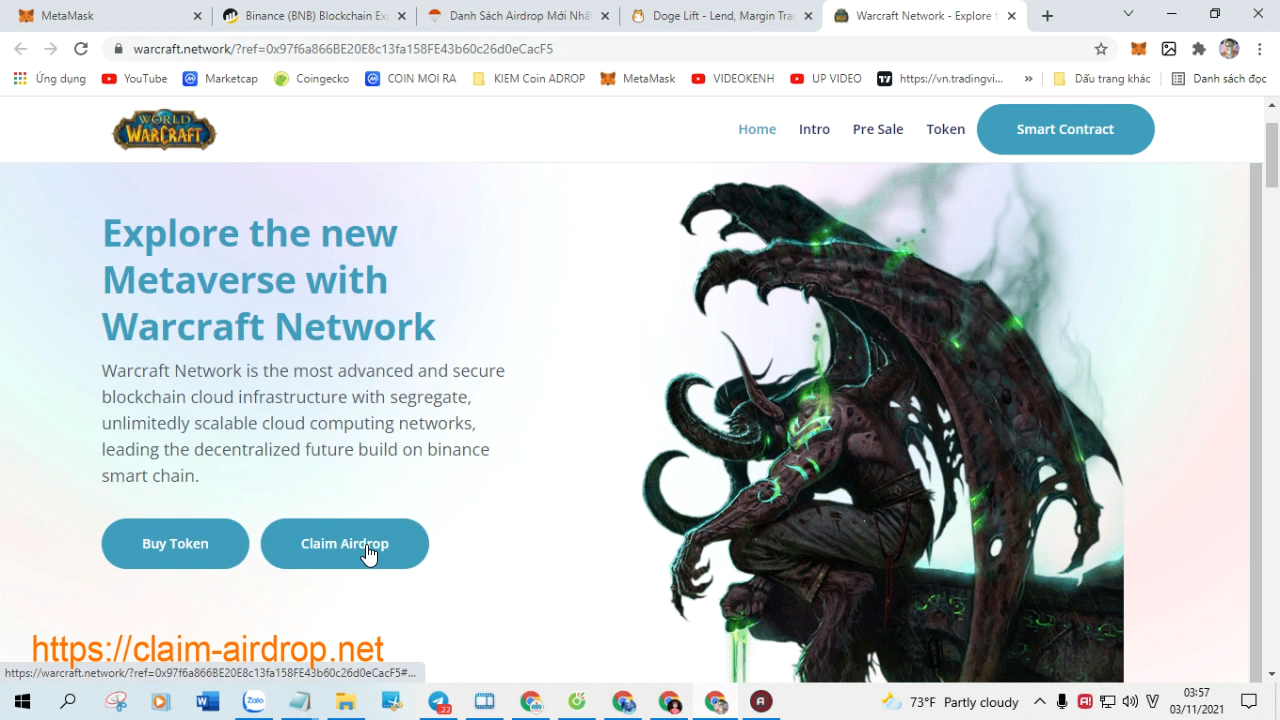 MetaMask
Binance (BNB) Blockchain Exp
Danh Sách Airdrop Mới Nhất
Doge Lift - Lend, Margin Trad
Warcraft Network - Explore t
warcraft.network/?ref=0x97f6a866BE20E8c13fa158FE43b60c26d0eCacF5
Ứng dụng
YouTube
Marketcap
Coingecko
COIN MOI RA
KIEM Coin ADROP
MetaMask
VIDEOKENH
UP VIDEO
https://vn.tradingvi...
»
Dấu trang khác
Danh sách đọc
WORLD
WARCRAFT
Home
Intro
Pre Sale
Token
Smart Contract
Explore the new
Metaverse with
Warcraft Network
Warcraft Network is the most advanced and secure
blockchain cloud infrastructure with segregate,
unlimitedly scalable cloud computing networks,
leading the decentralized future build on binance
smart chain.
Buy Token
Claim Airdrop
https://claim-airdrop.net
https://warcraft.network/?ref=0x97f6a866BE20E8c13fa158FE43b60c26d0eCacF5#...
Zalo
22
73°F Partly cloudy
03:57
03/11/2021